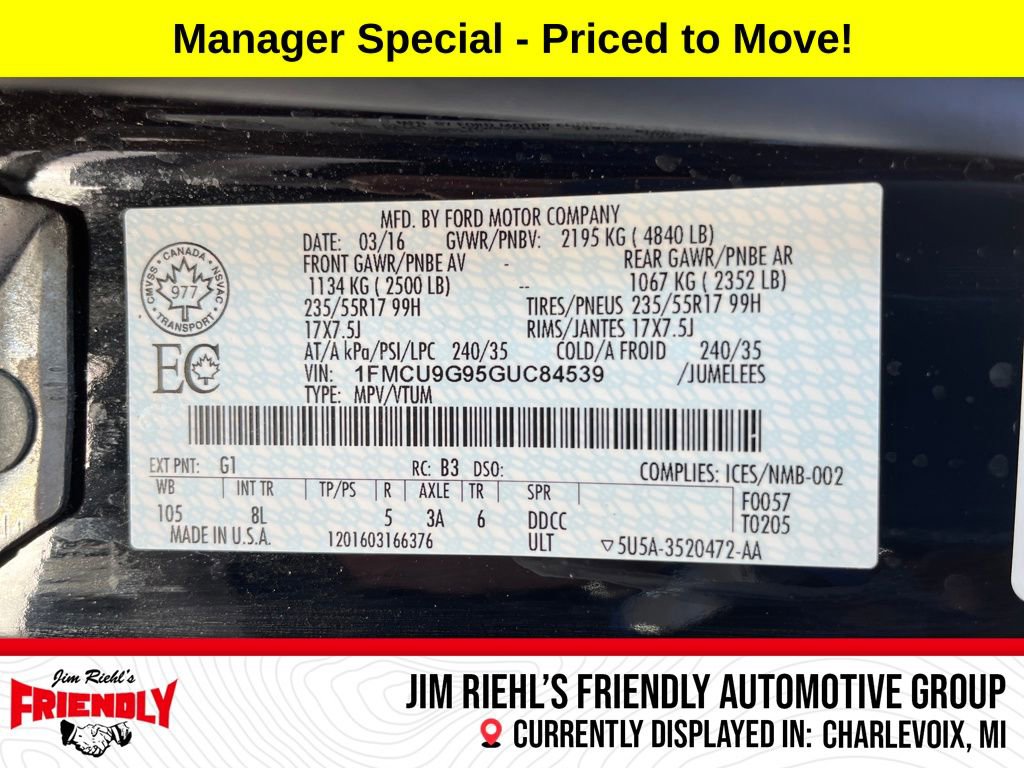 Manager Special - Priced to Move!
MFD. BY FORD MOTOR COMPANY
DATE: 03/16 GVWR/PNBV: 2195 KG ( 4840 LB)
FRONT GAWR/PNBE AV - REAR GAWR/PNBE AR
1134 KG ( 2500 LB) -- 1067 KG ( 2352 LB)
235/55R17 99H TIRES/PNEUS 235/55R17 99H
17X7.5J RIMS/JANTES 17X7.5J
AT/A kPa/PSI/LPC 240/35 COLD/A FROID 240/35
VIN: 1FMCU9G95GUC84539 /JUMELEES
TYPE: MPV/VTUM
CANADA
CMVSS 977 NSVAC
TRANSPORT
EC
EXT PNT: G1 RC: B3 DSO: COMPLIES: ICES/NMB-002
WB INT TR TP/PS R AXLE TR SPR F0057
105 8L 5 3A 6 DDCC T0205
MADE IN U.S.A. 1201603166376 ULT ▽5U5A-3520472-AA
Jim Riehl's
FRIENDLY
JIM RIEHL'S FRIENDLY AUTOMOTIVE GROUP
CURRENTLY DISPLAYED IN: CHARLEVOIX, MI